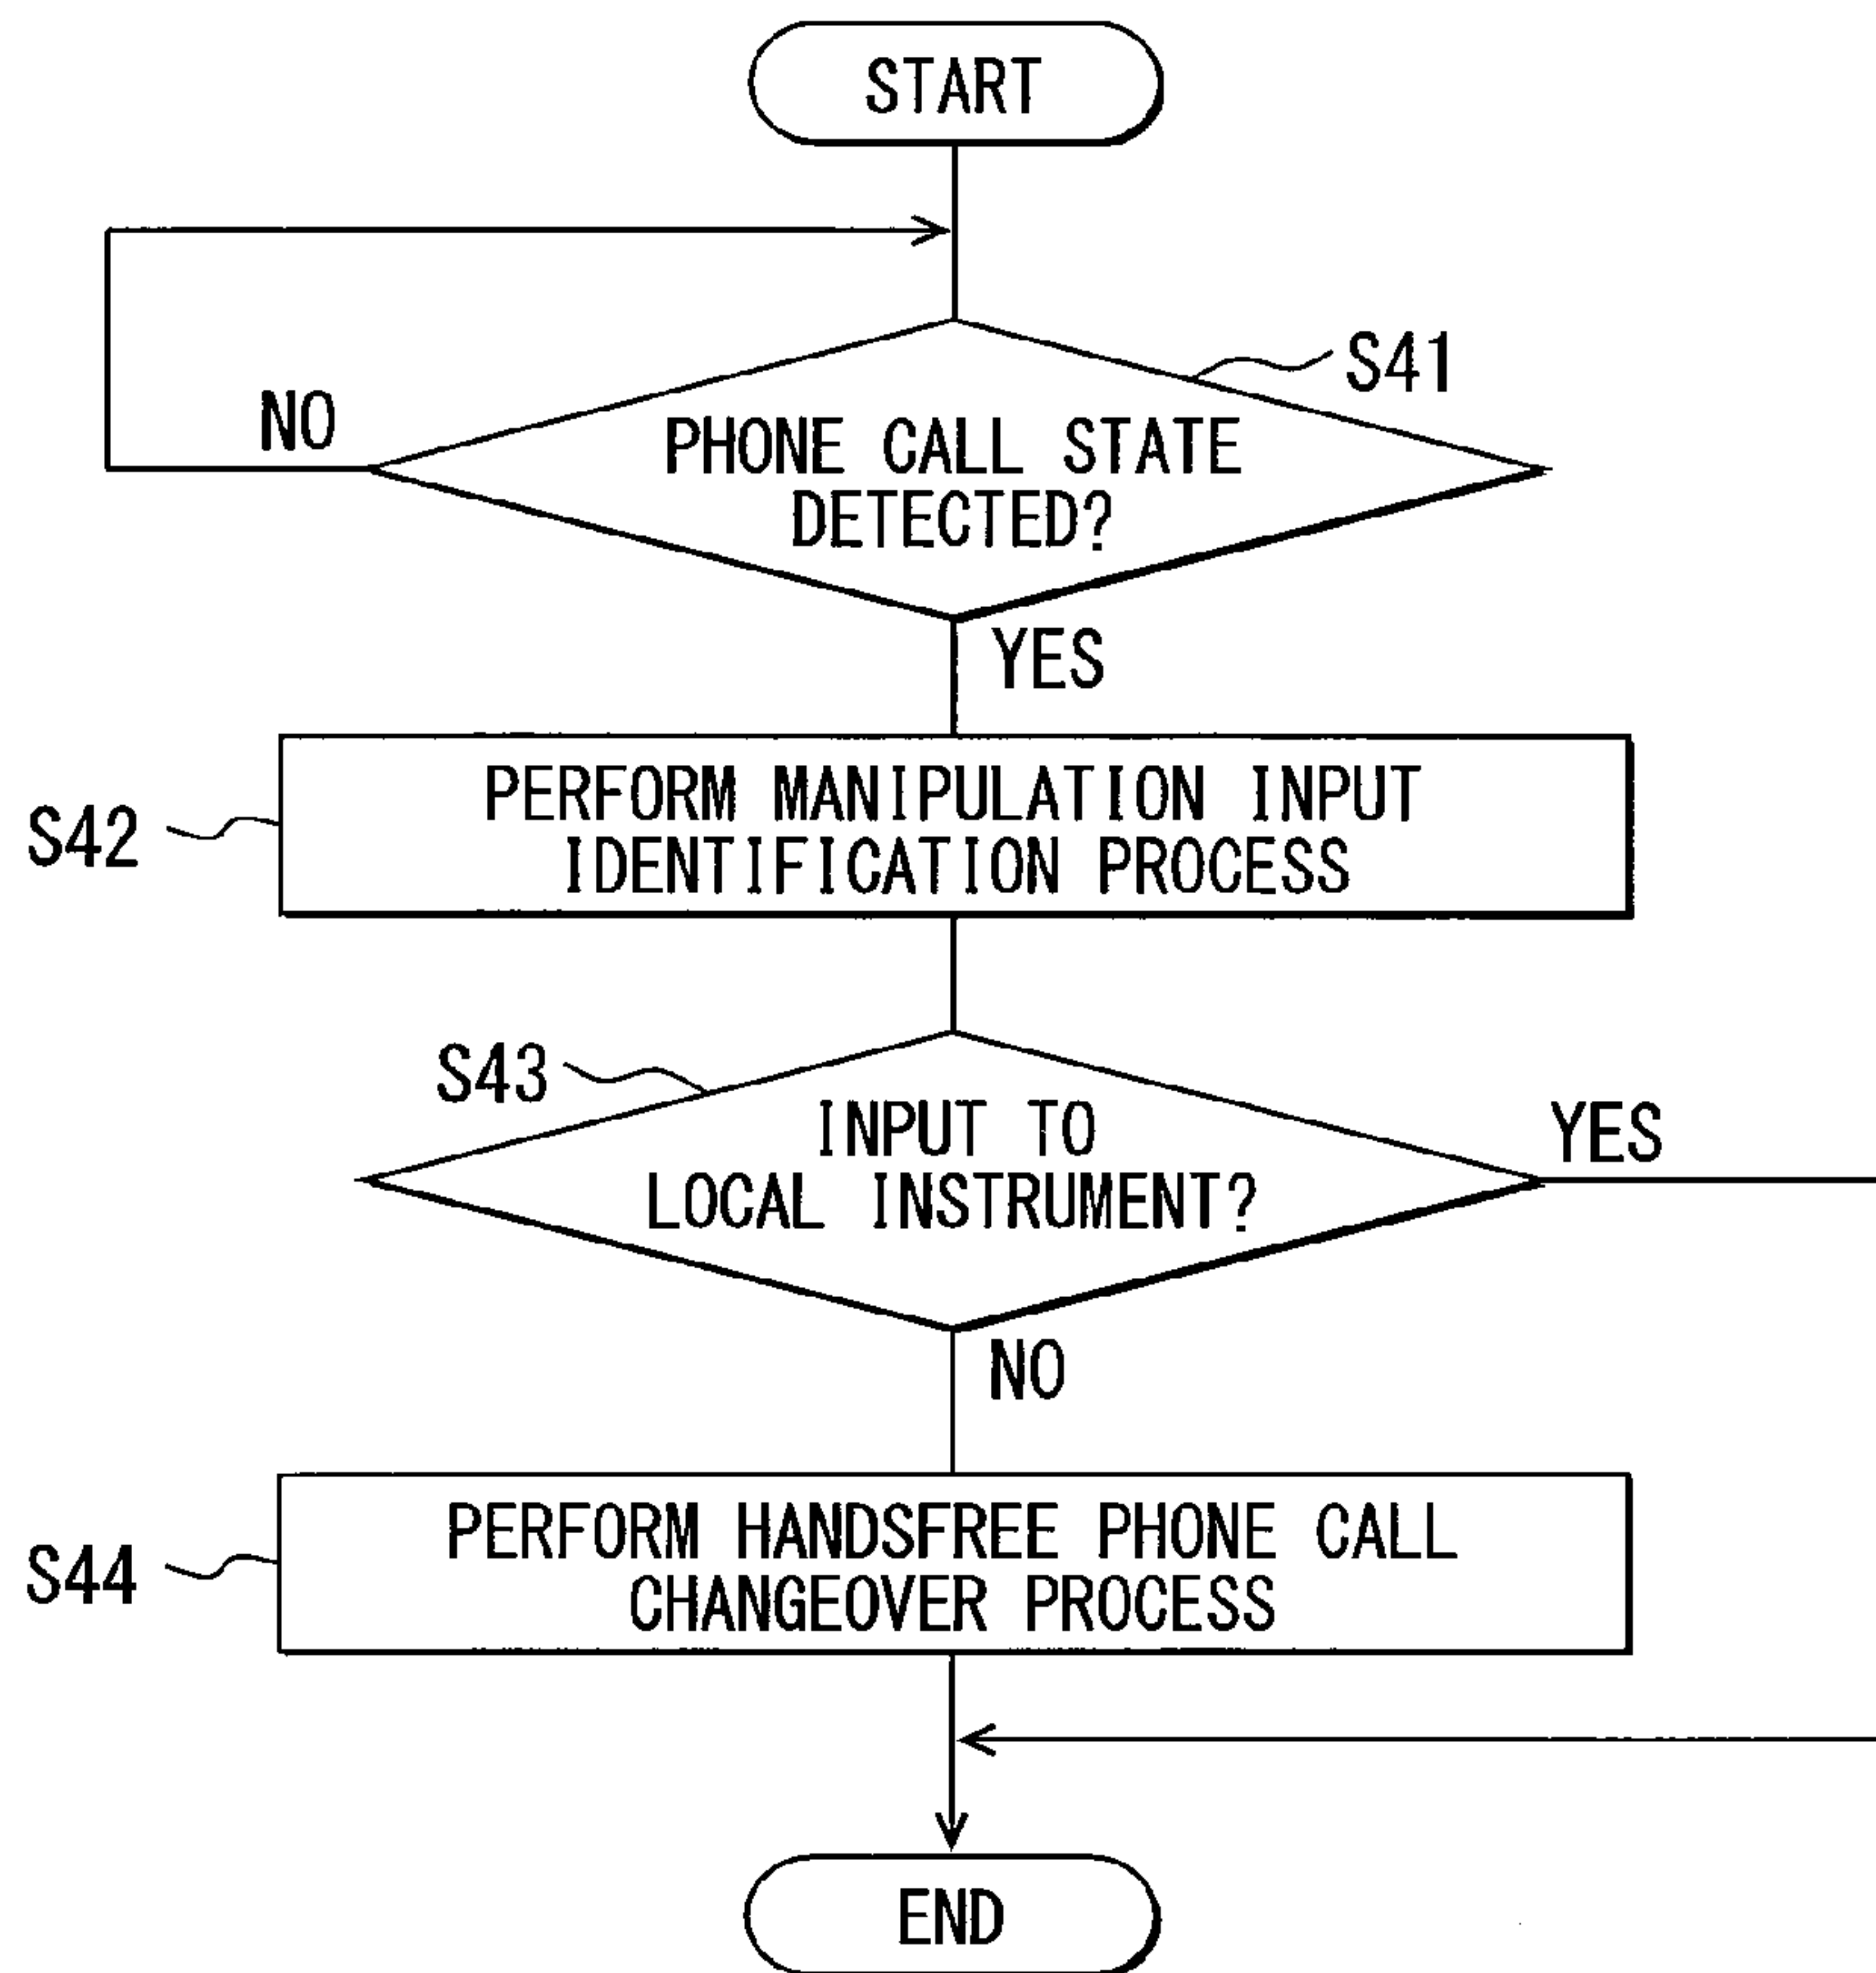 START
S41
NO
PHONE CALL STATE
DETECTED?
YES
S42
PERFORM MANIPULATION INPUT
IDENTIFICATION PROCESS
S43
INPUT TO
LOCAL INSTRUMENT?
YES
NO
S44
PERFORM HANDSFREE PHONE CALL
CHANGEOVER PROCESS
END